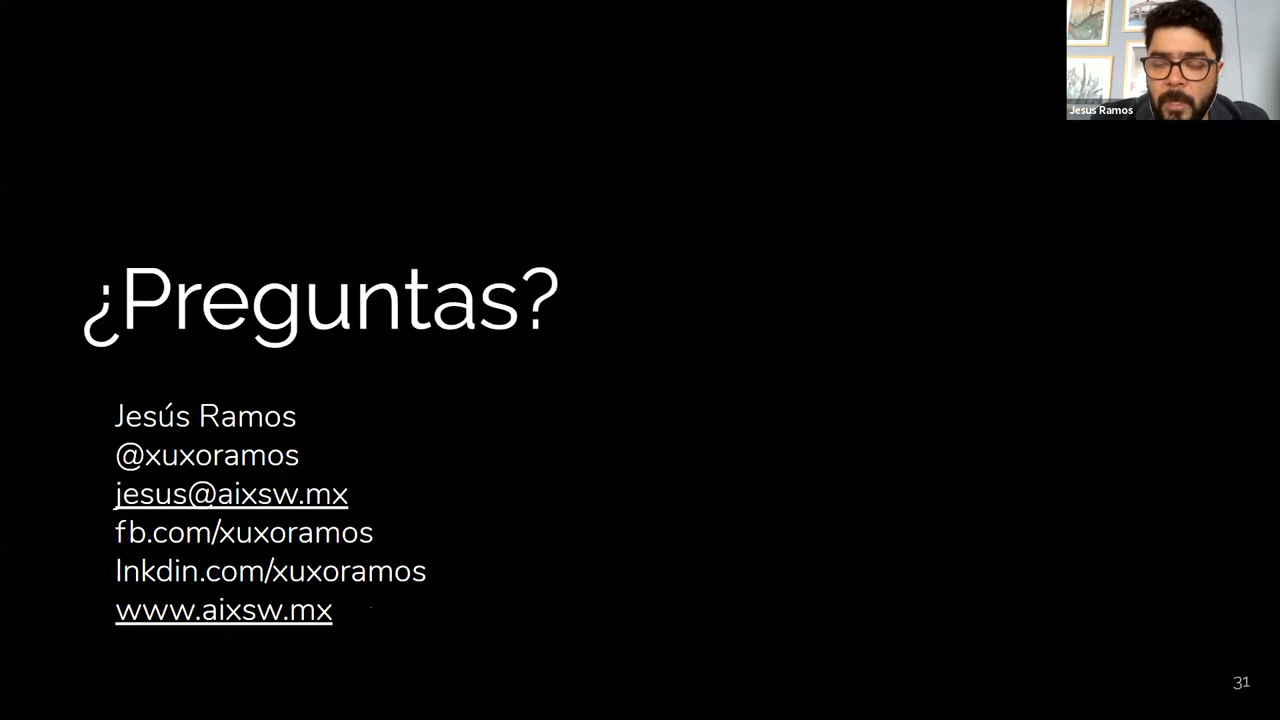 Jesus Ramos
¿Preguntas?
Jesús Ramos
@xuxoramos
jesus@aixsw.mx
fb.com/xuxoramos
lnkdin.com/xuxoramos
www.aixsw.mx
31